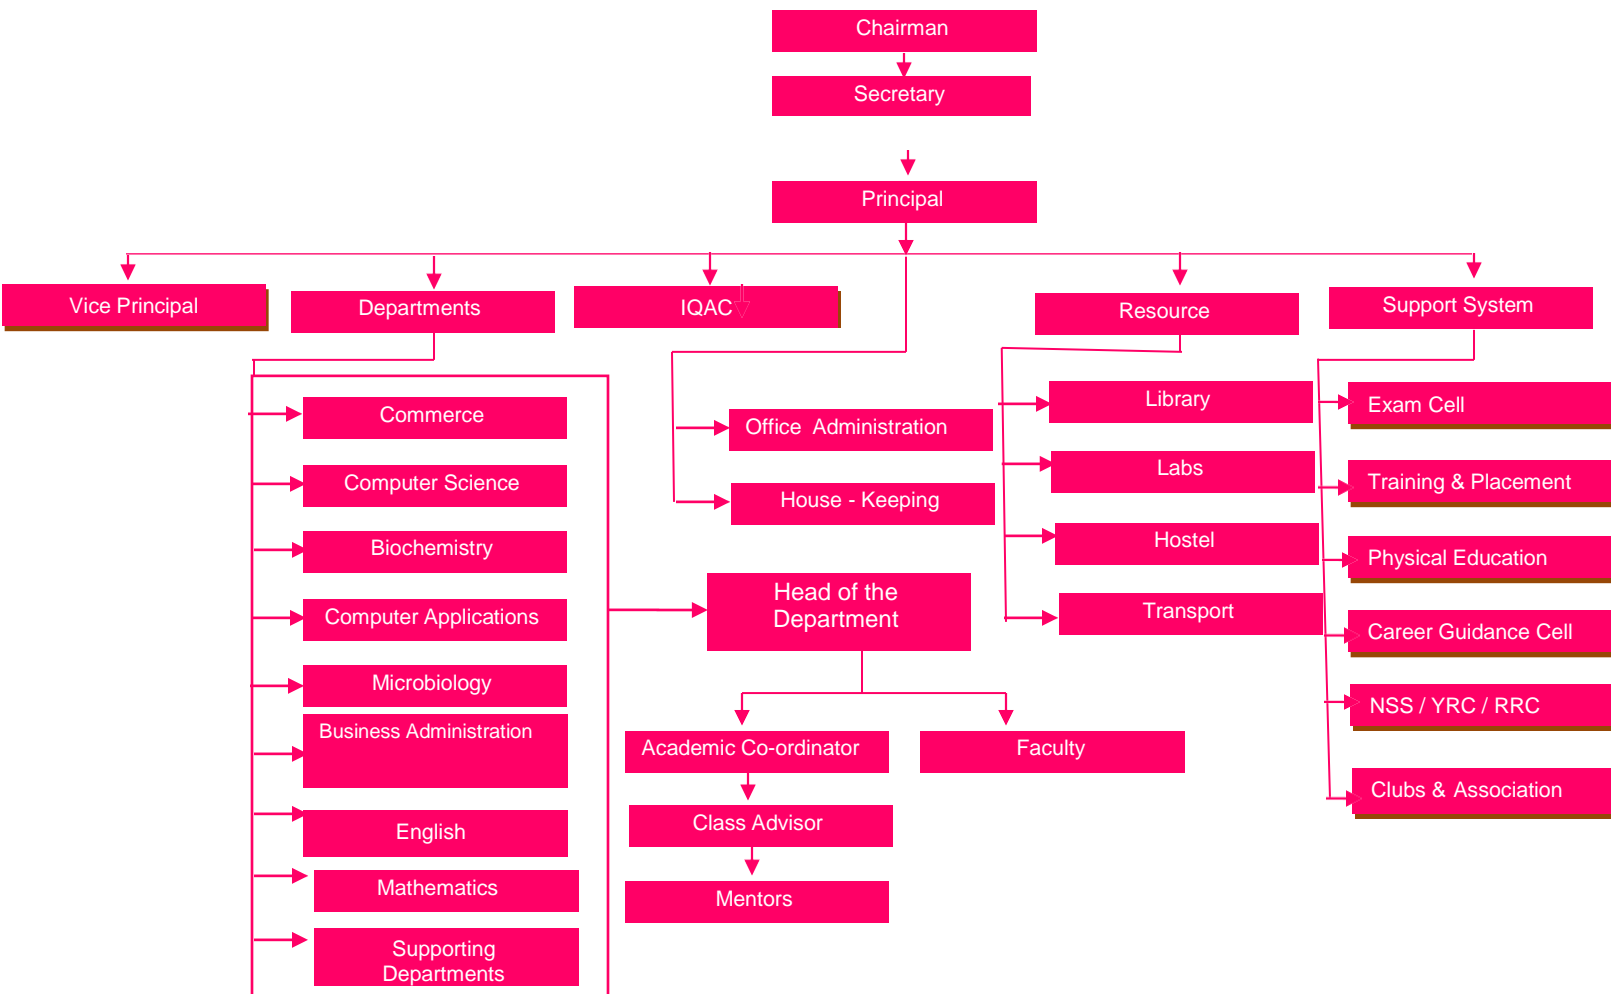 Chairman
Secretary
Principal
Vice Principal
Departments
IQAC
Resource
Support System
Commerce
Computer Science
Biochemistry
Computer Applications
Microbiology
Business Administration
English
Mathematics
Supporting
Departments
Office  Administration
House - Keeping
Head of the
Department
Academic Co-ordinator
Faculty
Class Advisor
Mentors
Library
Labs
Hostel
Transport
Exam Cell
Training & Placement
Physical Education
Career Guidance Cell
NSS / YRC / RRC
Clubs & Association